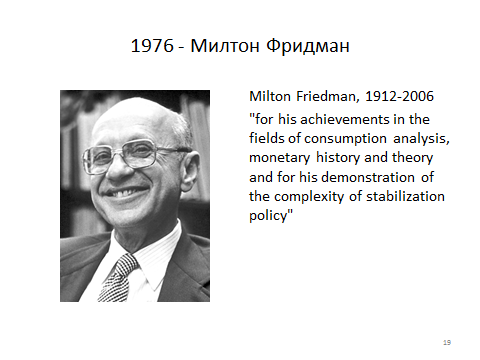 1976 - Милтон Фридман
Milton Friedman, 1912-2006
"for his achievements in the
fields of consumption analysis,
monetary history and theory
and for his demonstration of
the complexity of stabilization
policy"
19